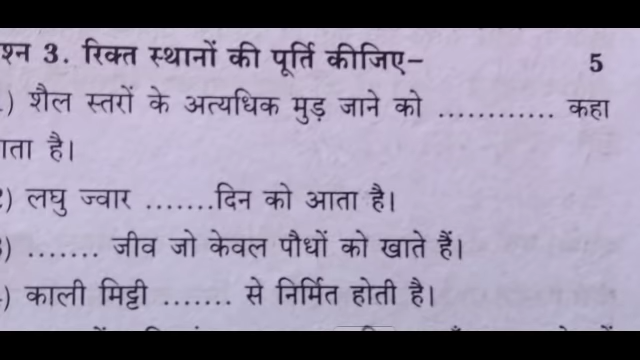 श्न 3. रिक्त स्थानों की पूर्ति कीजिए– 5
.) शैल स्तरों के अत्यधिक मुड़ जाने को ............ कहा
ाता है।
) लघु ज्वार .......दिन को आता है।
) ....... जीव जो केवल पौधों को खाते हैं।
) काली मिट्टी ....... से निर्मित होती है।